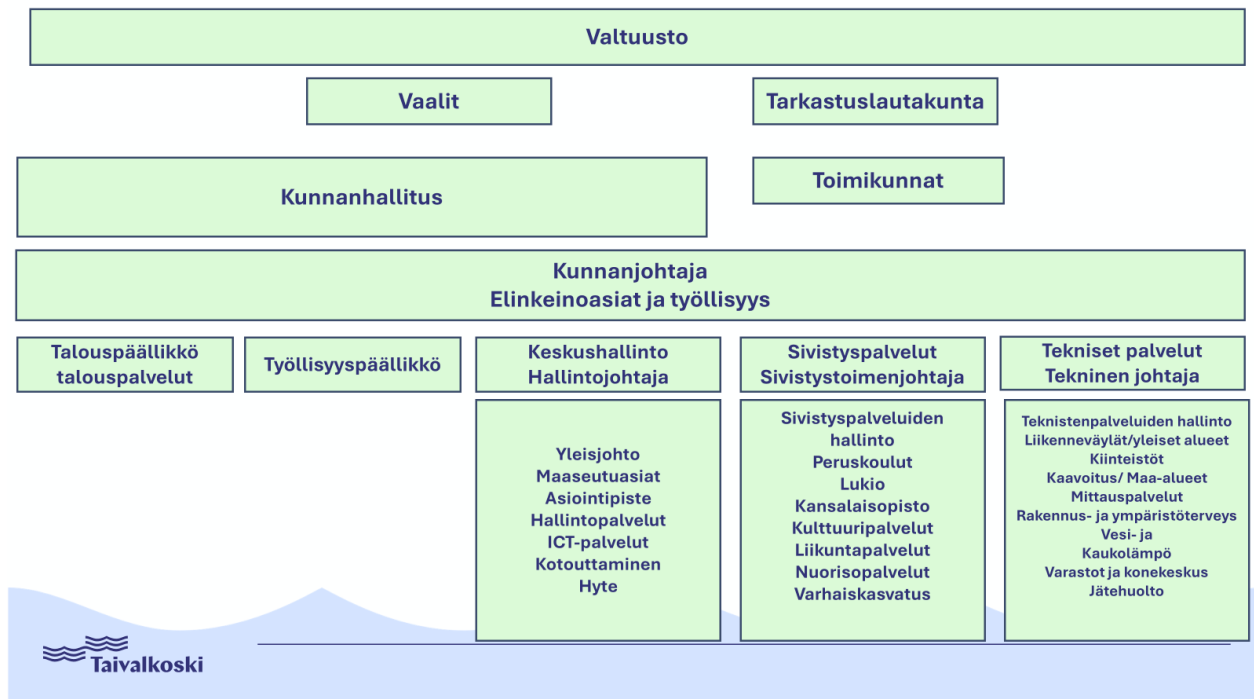 Valtuusto
Vaalit
Tarkastuslautakunta
Kunnanhallitus
Toimikunnat
Kunnanjohtaja
Elinkeinoasiat ja työllisyys
Talouspäällikkö
talouspalvelut
Työllisyyspäällikkö
Keskushallinto
Hallintojohtaja
Sivistyspalvelut
Sivistystoimenjohtaja
Tekniset palvelut
Tekninen johtaja
Yleisjohto
Maaseutuasiat
Asiointipiste
Hallintopalvelut
ICT-palvelut
Kotouttaminen
Hyte
Sivistyspalveluiden
hallinto
Peruskoulut
Lukio
Kansalaisopisto
Kulttuuripalvelut
Liikuntapalvelut
Nuorisopalvelut
Varhaiskasvatus
Teknistenpalveluiden hallinto
Liikenneväylät/yleiset alueet
Kiinteistöt
Kaavoitus/ Maa-alueet
Mittauspalvelut
Rakennus- ja ympäristöterveys
Vesi- ja
Kaukolämpö
Varastot ja konekeskus
Jätehuolto
Taivalkoski